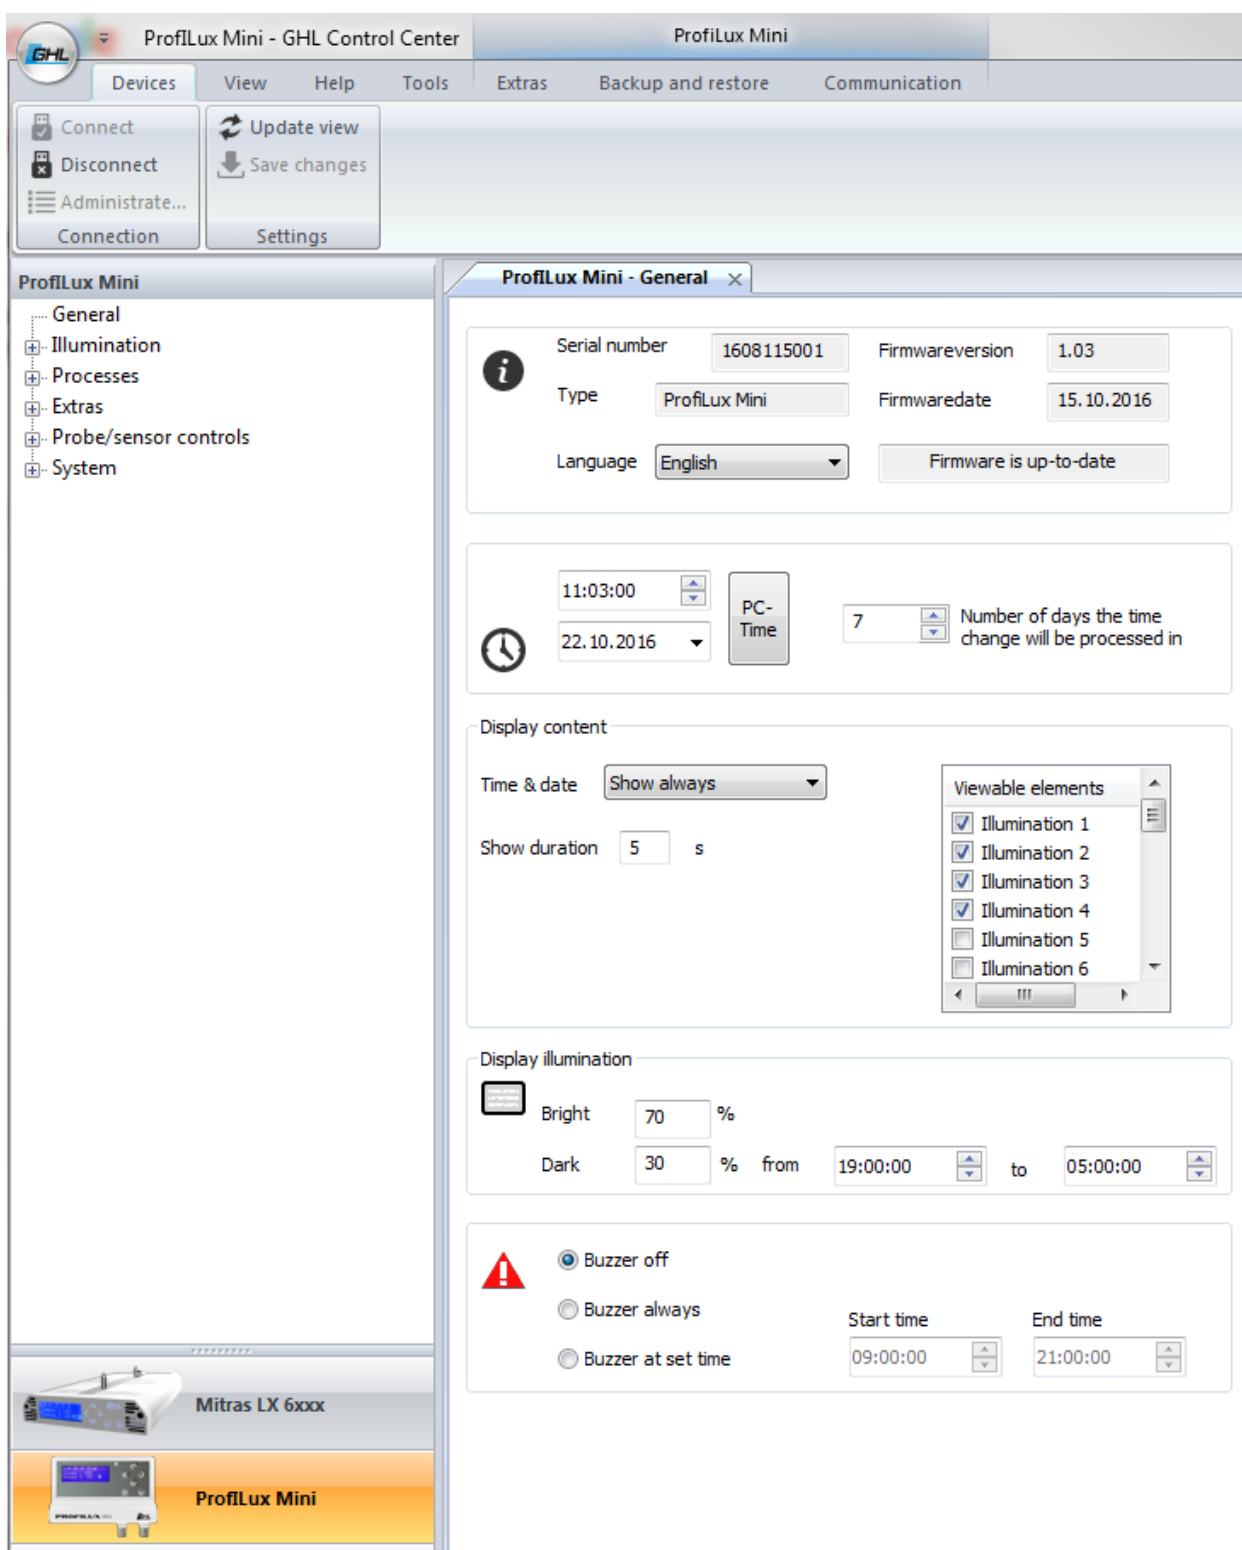 GHL
ProfILux Mini - GHL Control Center
ProfiLux Mini
Devices View Help Tools Extras Backup and restore Communication
Connect
Disconnect
Administrate...
Connection
Update view
Save changes
Settings
ProfILux Mini
General
Illumination
Processes
Extras
Probe/sensor controls
System
ProfILux Mini - General
Serial number 1608115001 Firmwareversion 1.03
Type ProfiLux Mini Firmwaredate 15.10.2016
Language English Firmware is up-to-date
11:03:00
22.10.2016
PC-
Time
7
Number of days the time
change will be processed in
Display content
Time & date Show always
Show duration 5 s
Viewable elements
Illumination 1
Illumination 2
Illumination 3
Illumination 4
Illumination 5
Illumination 6
Display illumination
Bright 70 %
Dark 30 % from 19:00:00 to 05:00:00
Buzzer off
Buzzer always
Buzzer at set time
Start time End time
09:00:00 21:00:00
Mitras LX 6xxx
ProfILux Mini